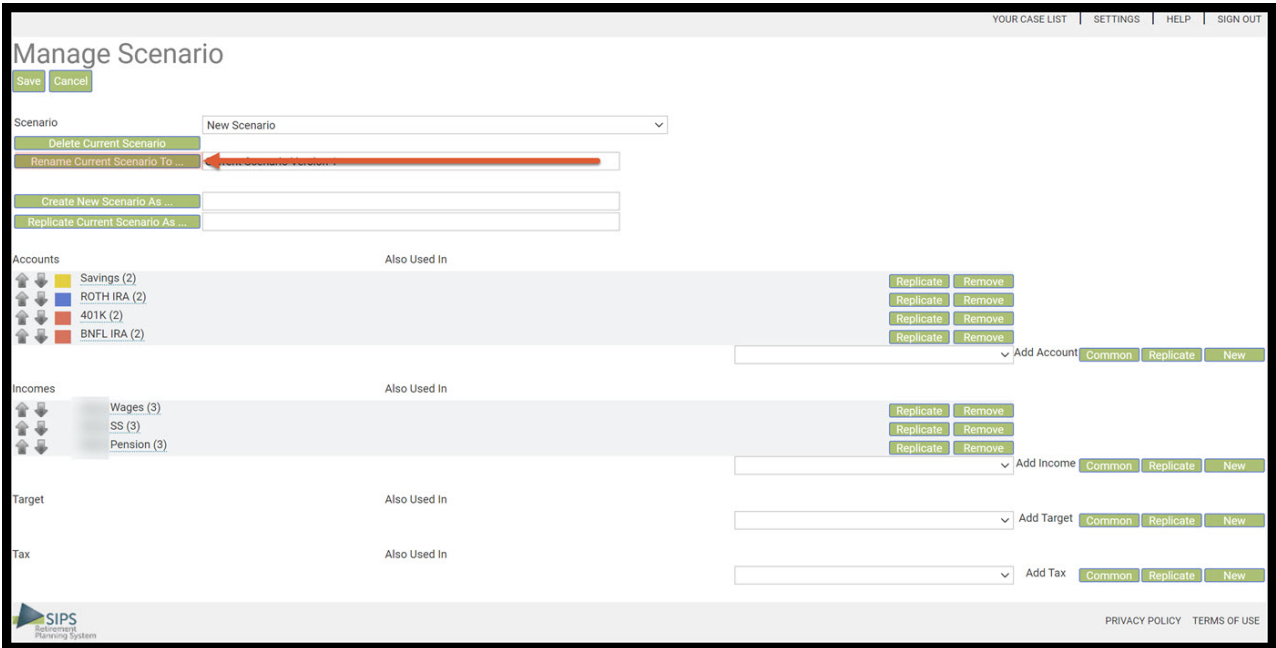 YOUR CASE LIST SETTINGS HELP SIGN OUT
Manage Scenario
Save Cancel
Scenario New Scenario
Delete Current Scenario
Rename Current Scenario To ... Current Scenario Version
Create New Scenario As ...
Replicate Current Scenario As ...
Accounts Also Used In
Savings (2) Replicate Remove
ROTH IRA (2) Replicate Remove
401K (2) Replicate Remove
BNFL IRA (2) Replicate Remove
Add Account Common Replicate New
Incomes Also Used In
Wages (3) Replicate Remove
SS (3) Replicate Remove
Pension (3) Replicate Remove
Add Income Common Replicate New
Target Also Used In
Add Target Common Replicate New
Tax Also Used In
Add Tax Common Replicate New
SIPS
Retirement
Planning System
PRIVACY POLICY TERMS OF USE